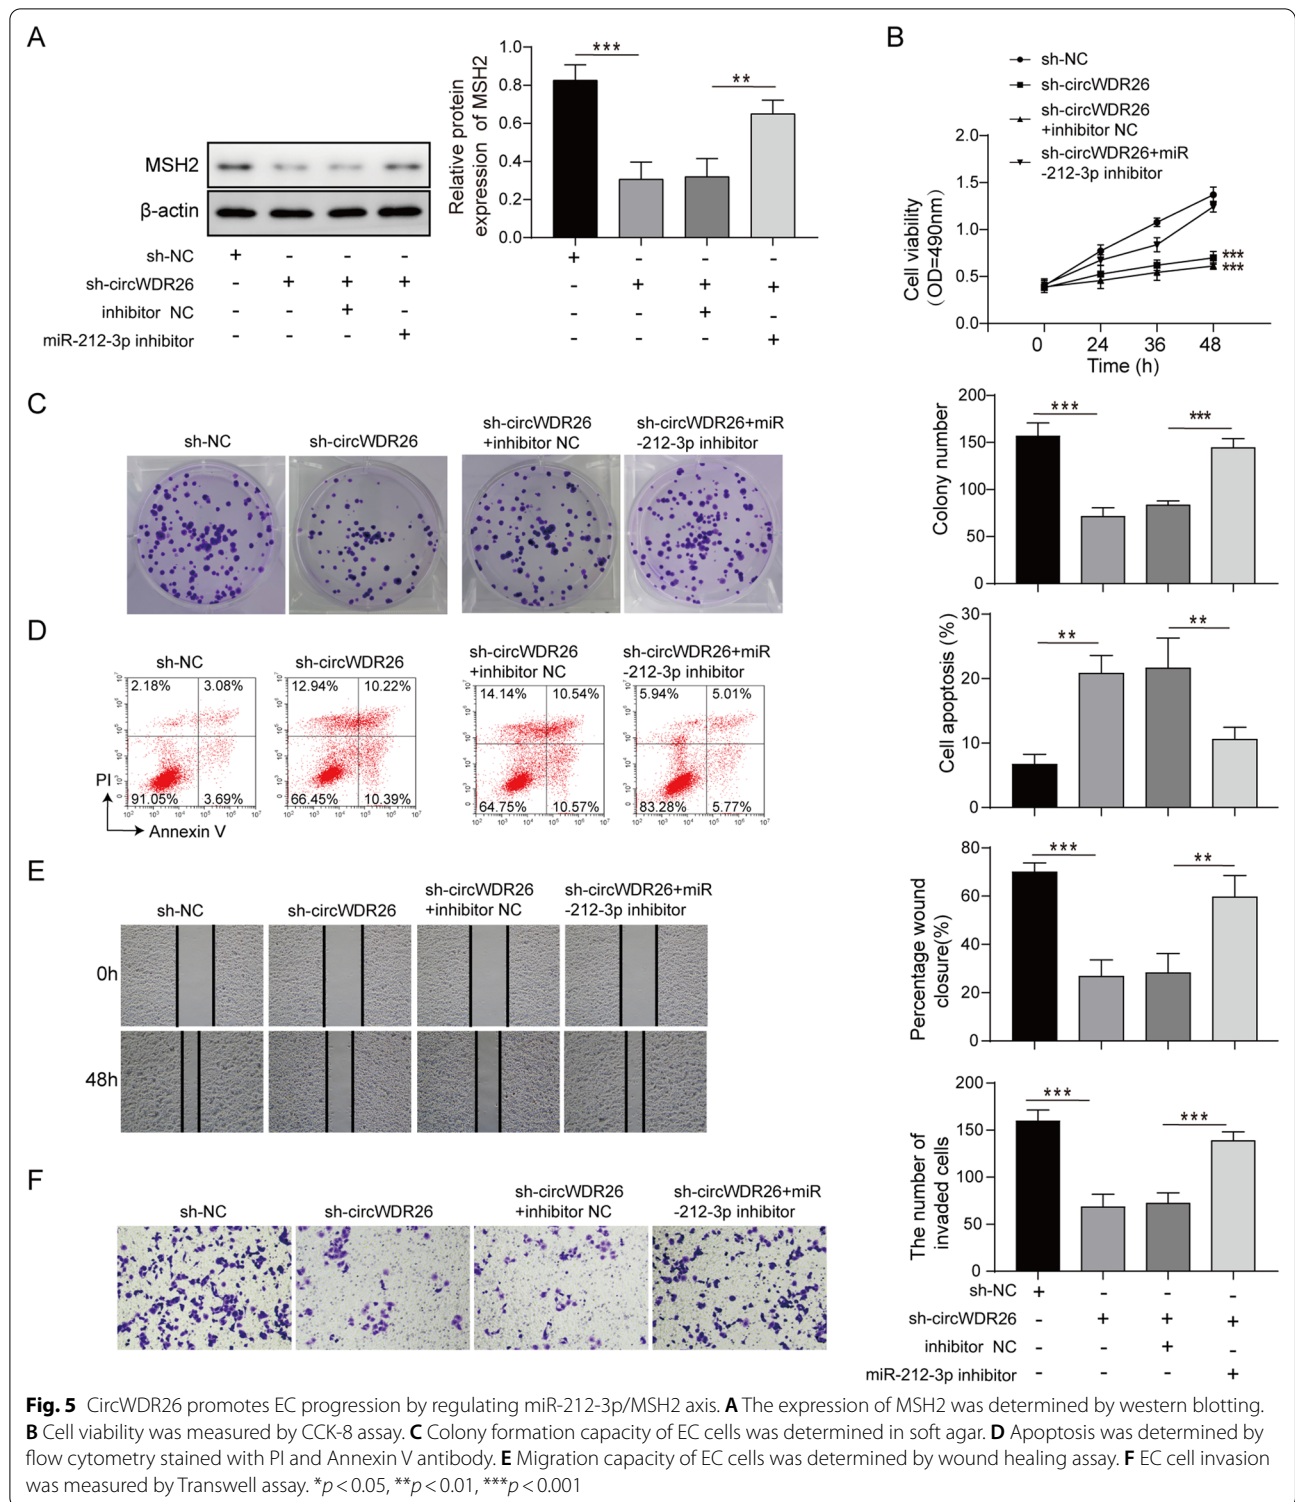 A
MSH2
β-actin
sh-NC + - - -
sh-circWDR26 - + + +
inhibitor NC - - + -
miR-212-3p inhibitor - - - +
Relative protein
expression of MSH2
1.0
0.8
0.6
0.4
0.2
0.0
***
**
+ - - -
- + + +
- - + -
- - - +
B
sh-NC
sh-circWDR26
sh-circWDR26
+inhibitor NC
sh-circWDR26+miR
-212-3p inhibitor
Cell viability
(OD=490nm)
2.0
1.5
1.0
0.5
0.0
***
***
0 24 36 48
Time (h)
C
sh-NC
sh-circWDR26
sh-circWDR26
+inhibitor NC
sh-circWDR26+miR
-212-3p inhibitor
Colony number
200
150
100
50
0
***
***
D
sh-NC
sh-circWDR26
sh-circWDR26
+inhibitor NC
sh-circWDR26+miR
-212-3p inhibitor
2.18% 3.08%
91.05% 3.69%
12.94% 10.22%
66.45% 10.39%
14.14% 10.54%
64.75% 10.57%
5.94% 5.01%
83.28% 5.77%
PI
Annexin V
Cell apoptosis (%)
30
20
10
0
**
**
E
sh-NC
sh-circWDR26
sh-circWDR26
+inhibitor NC
sh-circWDR26+miR
-212-3p inhibitor
0h
48h
Percentage wound
closure(%)
80
60
40
20
0
***
**
F
sh-NC
sh-circWDR26
sh-circWDR26
+inhibitor NC
sh-circWDR26+miR
-212-3p inhibitor
The number of
invaded cells
200
150
100
50
0
***
***
sh-NC + - - -
sh-circWDR26 - + + +
inhibitor NC - - + -
miR-212-3p inhibitor - - - +
Fig. 5 CircWDR26 promotes EC progression by regulating miR-212-3p/MSH2 axis. A The expression of MSH2 was determined by western blotting.
B Cell viability was measured by CCK-8 assay. C Colony formation capacity of EC cells was determined in soft agar. D Apoptosis was determined by
flow cytometry stained with PI and Annexin V antibody. E Migration capacity of EC cells was determined by wound healing assay. F EC cell invasion
was measured by Transwell assay. *p < 0.05, **p < 0.01, ***p < 0.001